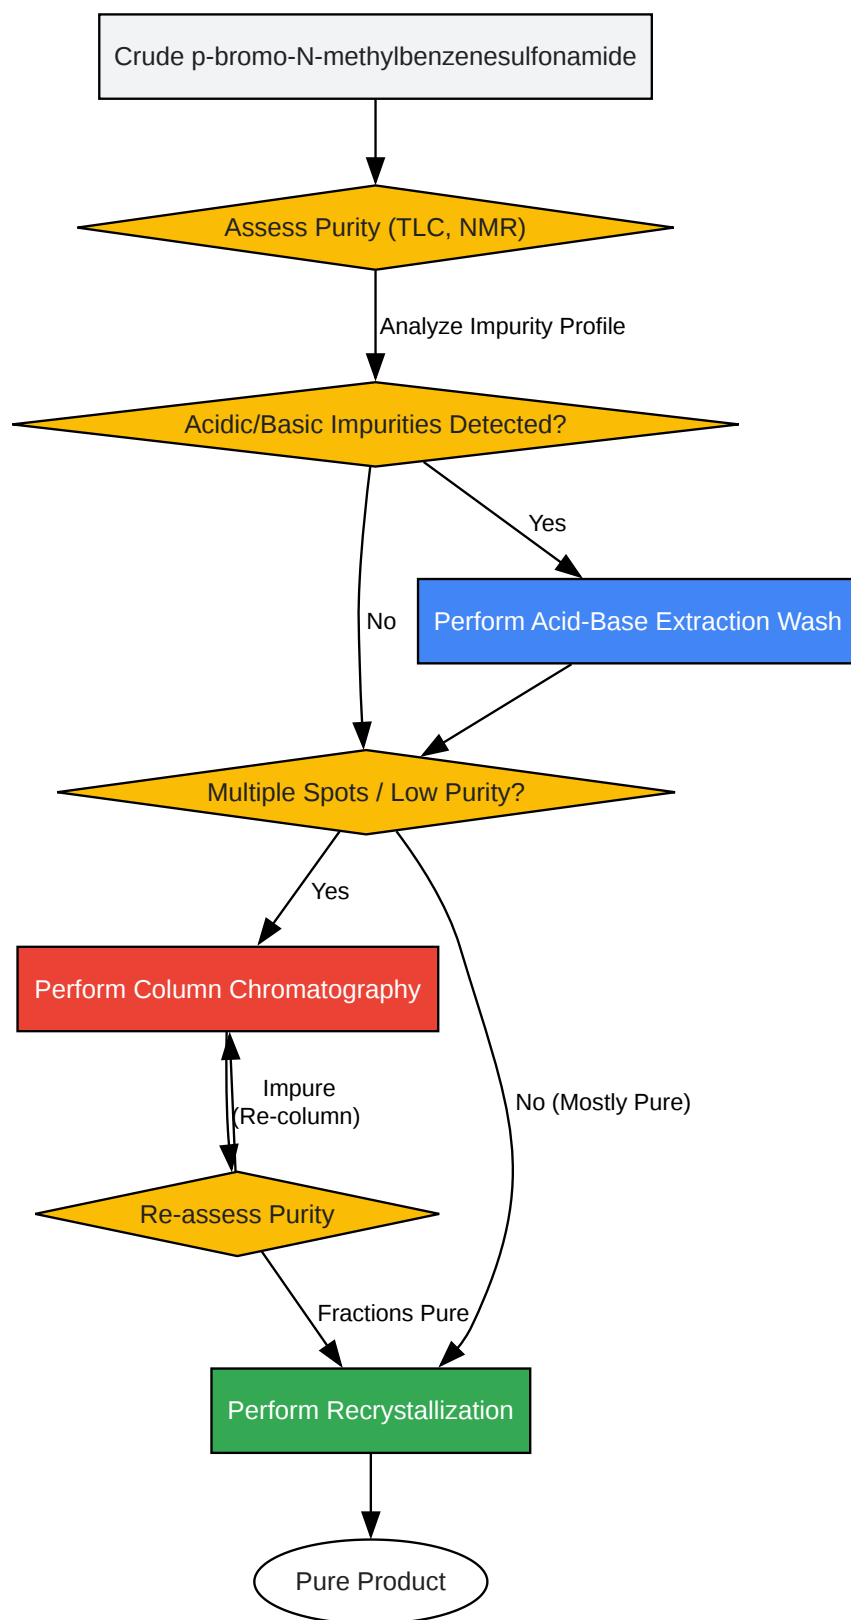 Crude p-bromo-N-methylbenzenesulfonamide
Assess Purity (TLC, NMR)
Analyze Impurity Profile
Acidic/Basic Impurities Detected?
Yes
No
Perform Acid-Base Extraction Wash
Multiple Spots / Low Purity?
Yes
Perform Column Chromatography
Impure
(Re-column)
No (Mostly Pure)
Re-assess Purity
Fractions Pure
Perform Recrystallization
Pure Product